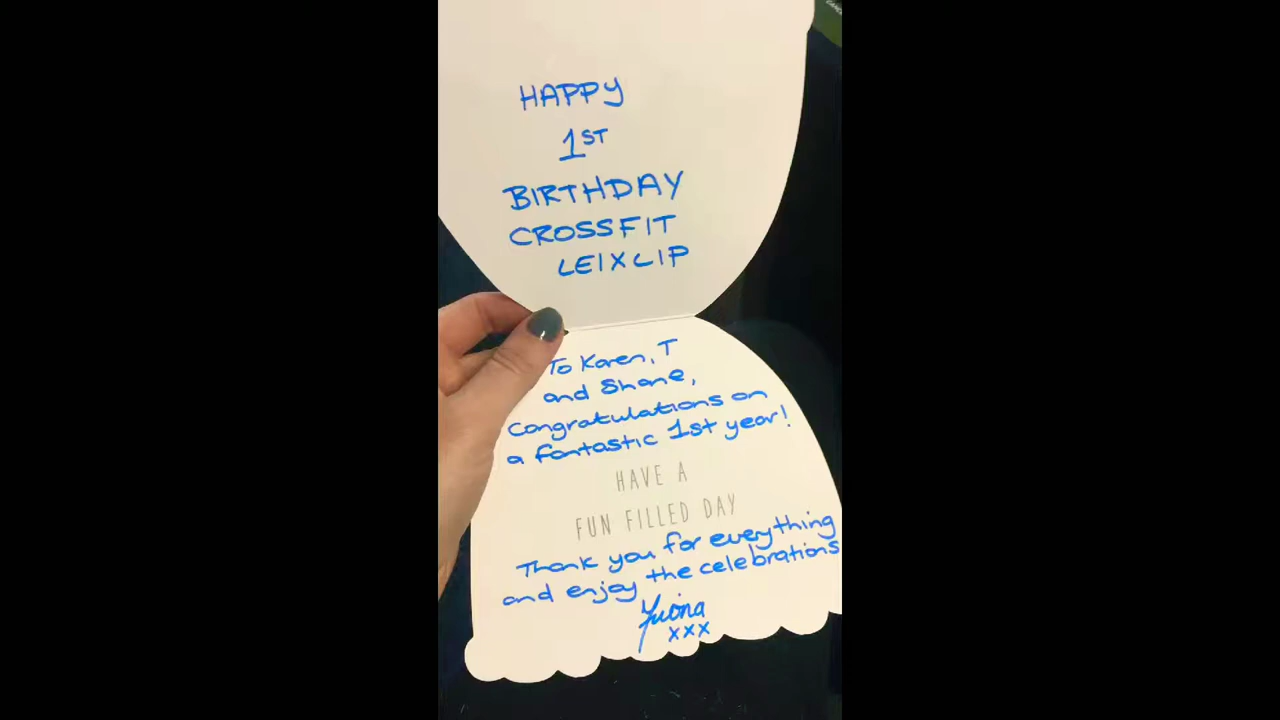 HAPPY
1ST
BIRTHDAY
CROSSFIT
LEIXLIP
To Karen, T
and Shane,
Congratulations on
a fantastic 1st year!
HAVE A
FUN FILLED DAY
Thank you for everything
and enjoy the celebrations
Fiona
xxx